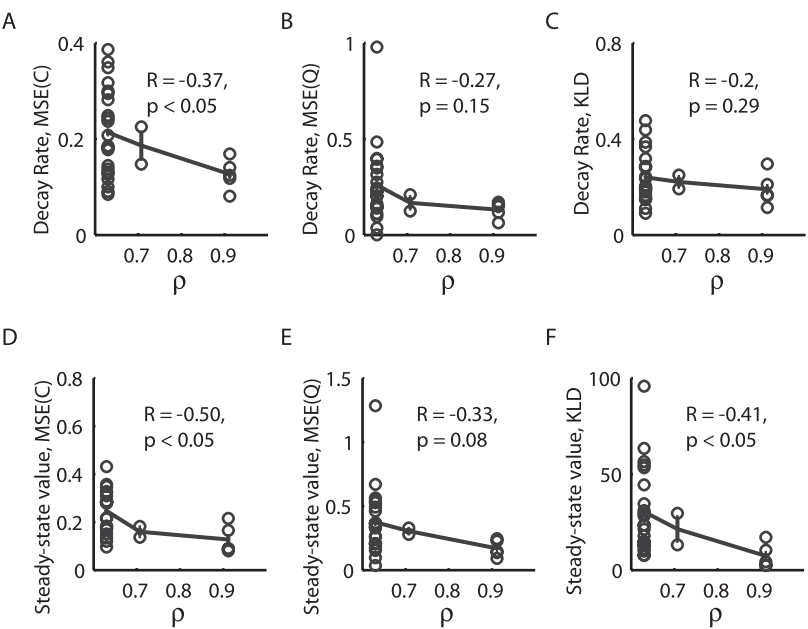 A
Decay Rate, MSE(C)
0.4
0.2
0
R = -0.37,
p < 0.05
0.7 0.8 0.9
ρ
B
Decay Rate, MSE(Q)
1
0.5
0
R = -0.27,
p = 0.15
0.7 0.8 0.9
ρ
C
Decay Rate, KLD
0.8
0.4
0
R = -0.2,
p = 0.29
0.7 0.8 0.9
ρ
D
Steady-state value, MSE(C)
0.8
0.6
0.4
0.2
0
R = -0.50,
p < 0.05
0.7 0.8 0.9
ρ
E
Steady-state value, MSE(Q)
1.5
1
0.5
0
R = -0.33,
p = 0.08
0.7 0.8 0.9
ρ
F
Steady-state value, KLD
100
50
0
R = -0.41,
p < 0.05
0.7 0.8 0.9
ρ